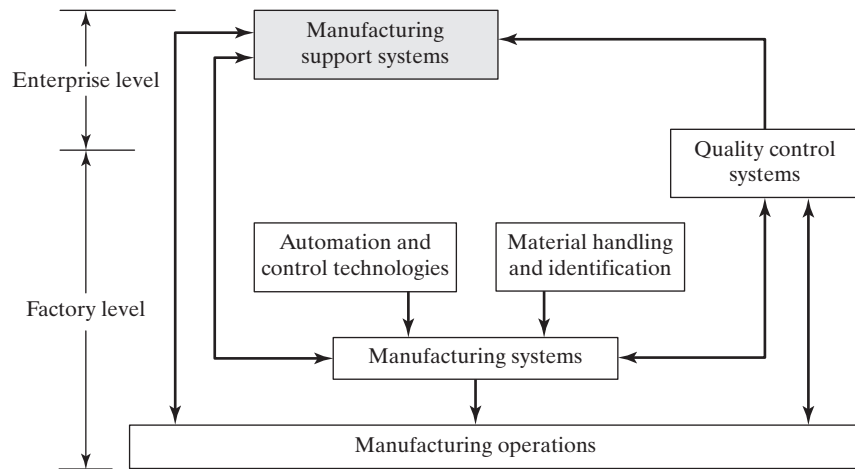 Manufacturing
support systems
Enterprise level
Quality control
systems
Automation and
control technologies
Material handling
and identification
Factory level
Manufacturing systems
Manufacturing operations